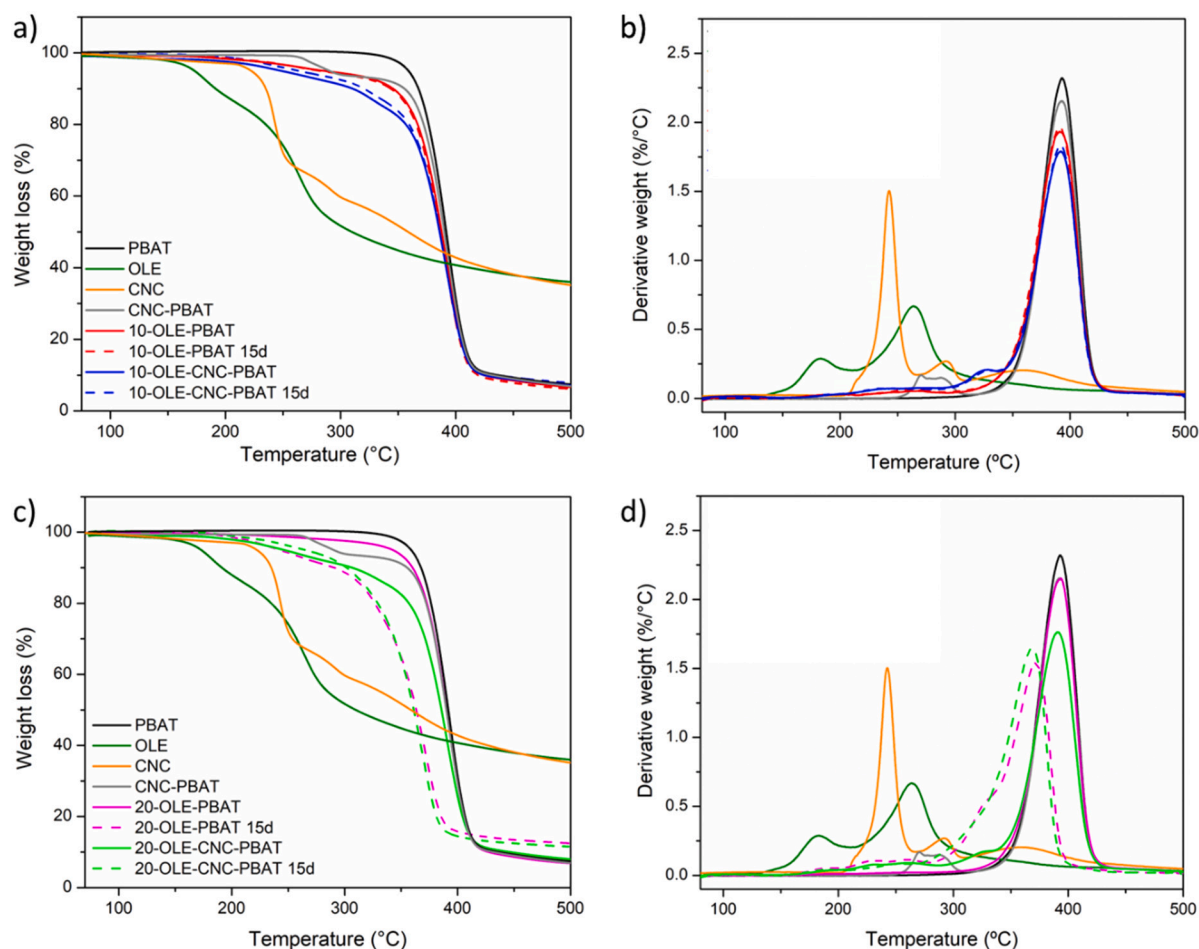 a)
Weight loss (%)
100
80
60
40
20
0
PBAT
OLE
CNC
CNC-PBAT
10-OLE-PBAT
10-OLE-PBAT 15d
10-OLE-CNC-PBAT
10-OLE-CNC-PBAT 15d
100 200 300 400 500
Temperature (°C)
b)
Derivative weight (%/°C)
2.5
2.0
1.5
1.0
0.5
0.0
100 200 300 400 500
Temperature (ºC)
c)
Weight loss (%)
100
80
60
40
20
0
PBAT
OLE
CNC
CNC-PBAT
20-OLE-PBAT
20-OLE-PBAT 15d
20-OLE-CNC-PBAT
20-OLE-CNC-PBAT 15d
100 200 300 400 500
Temperature (°C)
d)
Derivative weight (%/°C)
2.5
2.0
1.5
1.0
0.5
0.0
100 200 300 400 500
Temperature (ºC)